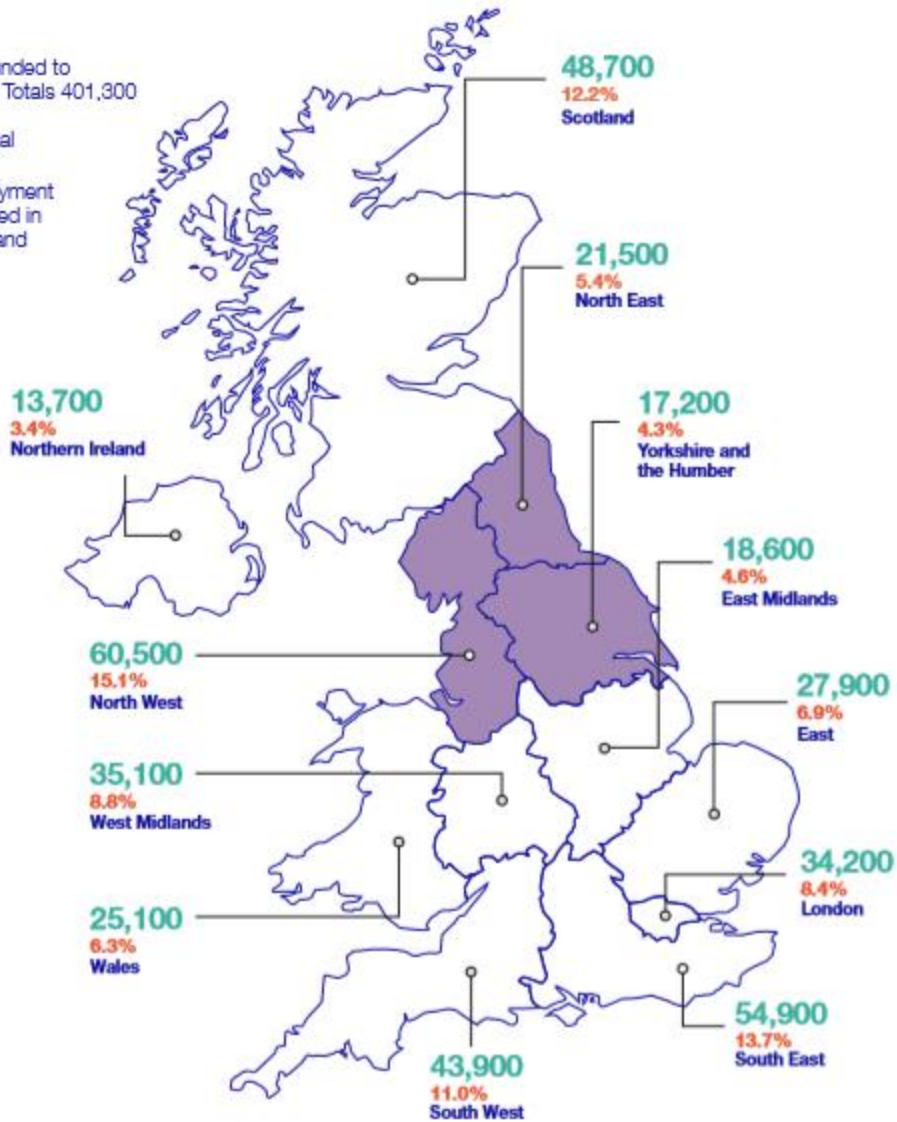 nded to
Totals 401,300
al
yment
ed in
and
48,700
12.2%
Scotland
21,500
5.4%
North East
13,700
3.4%
Northern Ireland
17,200
4.3%
Yorkshire and
the Humber
18,600
4.6%
East Midlands
60,500
15.1%
North West
27,900
6.9%
East
35,100
8.8%
West Midlands
34,200
8.4%
London
25,100
6.3%
Wales
54,900
13.7%
South East
43,900
11.0%
South West